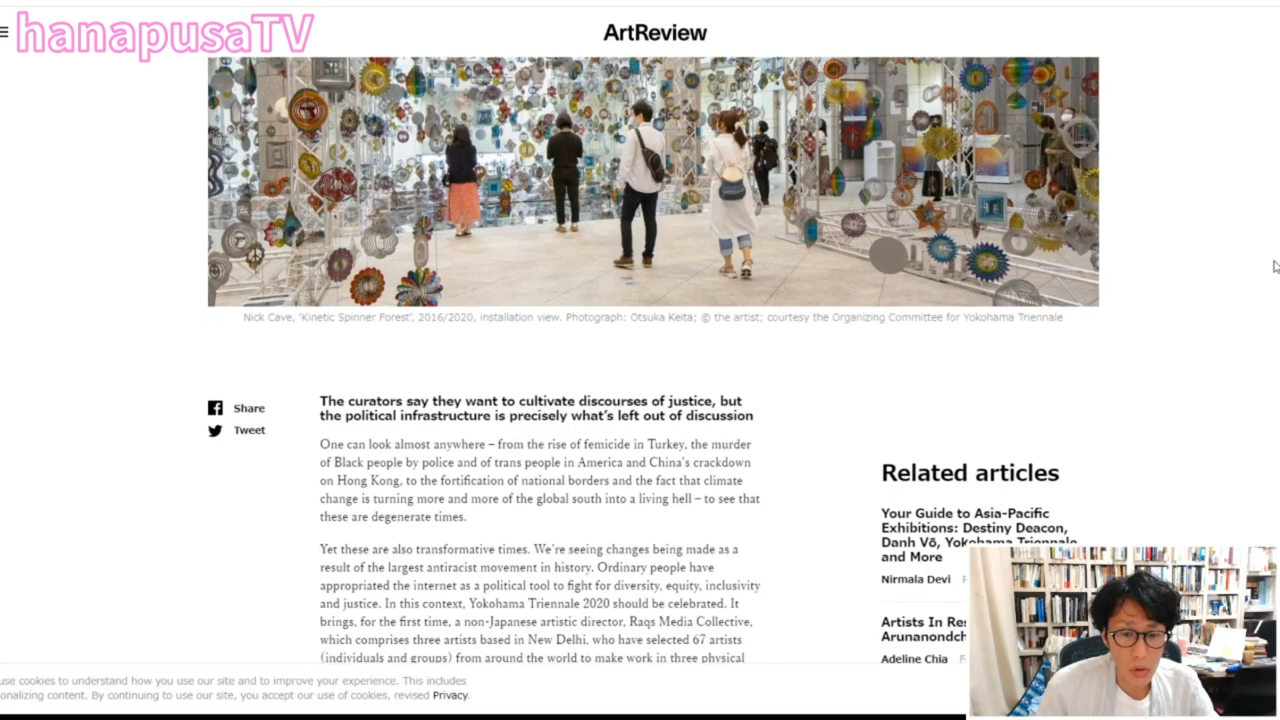 hanapusaTV
ArtReview
Nick Cave, ‘Kinetic Spinner Forest’, 2016/2020, installation view. Photograph: Otsuka Keita; © the artist; courtesy the Organizing Committee for Yokohama Triennale
Share
Tweet
The curators say they want to cultivate discourses of justice, but
the political infrastructure is precisely what’s left out of discussion
One can look almost anywhere – from the rise of femicide in Turkey, the murder
of Black people by police and of trans people in America and China’s crackdown
on Hong Kong, to the fortification of national borders and the fact that climate
change is turning more and more of the global south into a living hell – to see that
these are degenerate times.
Yet these are also transformative times. We’re seeing changes being made as a
result of the largest antiracist movement in history. Ordinary people have
appropriated the internet as a political tool to fight for diversity, equity, inclusivity
and justice. In this context, Yokohama Triennale 2020 should be celebrated. It
brings, for the first time, a non-Japanese artistic director, Raqs Media Collective,
which comprises three artists based in New Delhi, who have selected 67 artists
(individuals and groups) from around the world to make work in three physical
Related articles
Your Guide to Asia-Pacific
Exhibitions: Destiny Deacon,
Danh Vō, Yokohama Triennale
and More
Nirmala Devi
Artists In Res
Arunanondch
Adeline Chia
use cookies to understand how you use our site and to improve your experience. This includes
onalizing content. By continuing to use our site, you accept our use of cookies, revised Privacy.